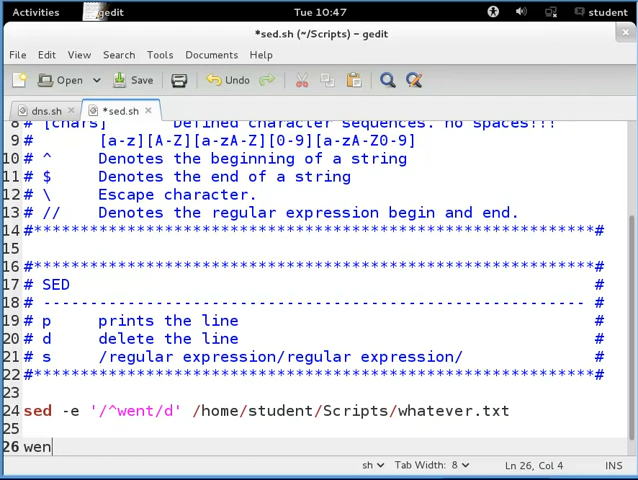 Activities gedit Tue 10:47 student
*sed.sh (~/Scripts) - gedit
File Edit View Search Tools Documents Help
Open Save Undo
dns.sh *sed.sh
8 # [chars] Defined character sequences. no spaces!!!
9 # [a-z][A-Z][a-zA-Z][0-9][a-zA-Z0-9]
10 # ^ Denotes the beginning of a string
11 # $ Denotes the end of a string
12 # \ Escape character.
13 # // Denotes the regular expression begin and end.
14 #*************************************************************#
15
16 #*************************************************************#
17 # SED #
18 # ---------------------------------------------------------- #
19 # p prints the line #
20 # d delete the line #
21 # s /regular expression/regular expression/ #
22 #*************************************************************#
23
24 sed -e '/^went/d' /home/student/Scripts/whatever.txt
25
26 wen
sh Tab Width: 8 Ln 26, Col 4 INS